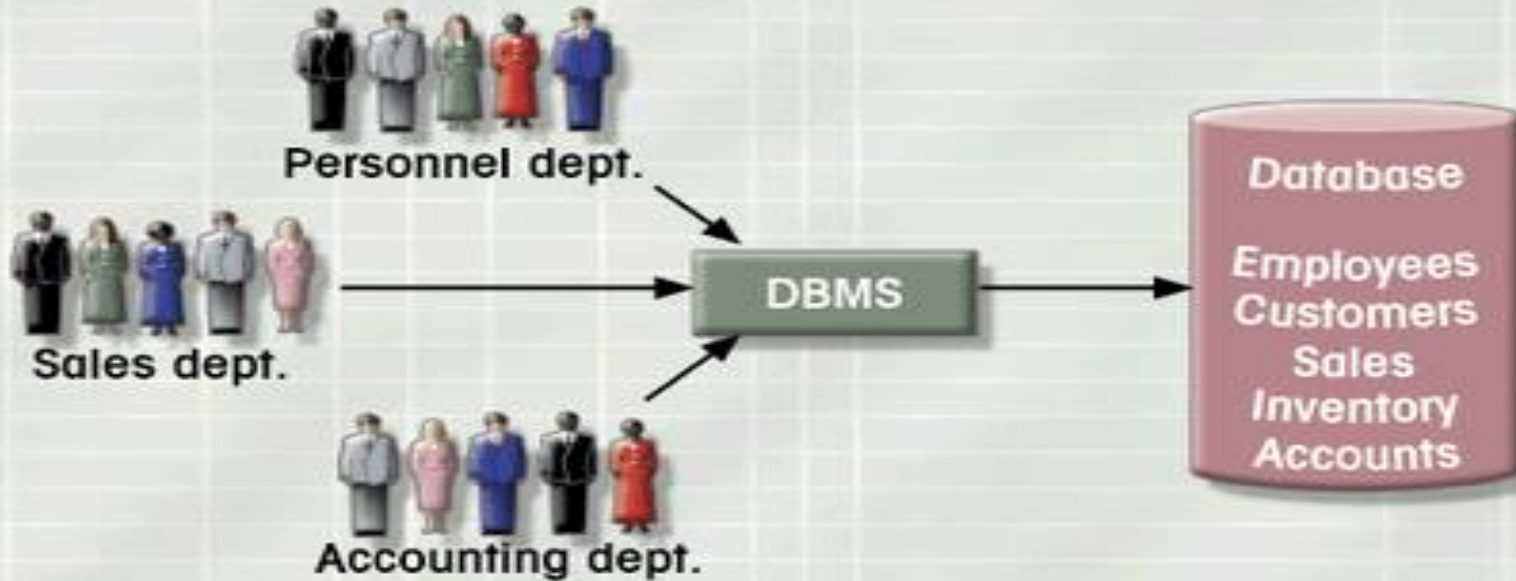 Personnel dept.
Sales dept.
Accounting dept.
DBMS
Database
Employees
Customers
Sales
Inventory
Accounts